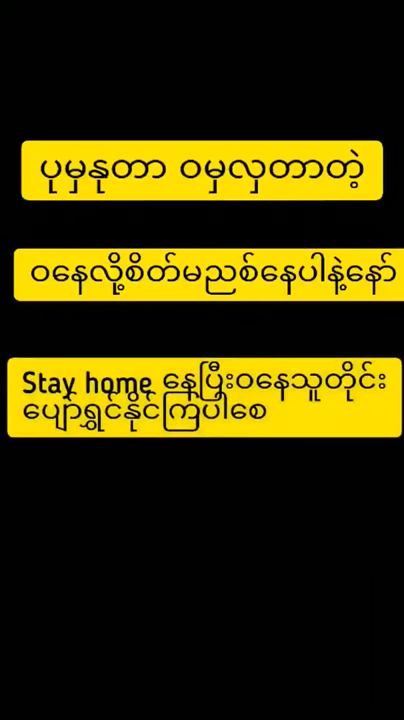 ပုမှနုတာ ဝမှလှတာတဲ့
ဝနေလို့စိတ်မညစ်နေပါနဲ့နော်
Stay home နေပြီးဝနေသူတိုင်း
ပျော်ရွှင်နိုင်ကြပါစေ